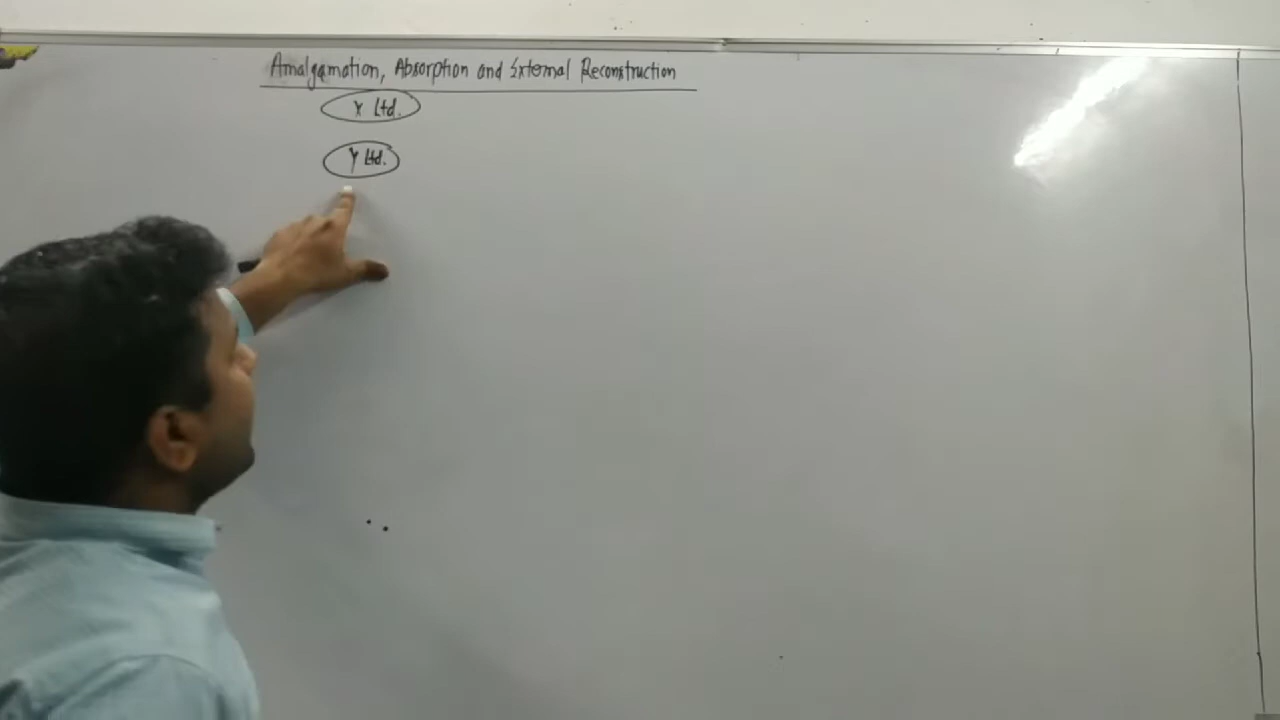 Amalgamation, Absorption and External Reconstruction
X Ltd.
Y Ltd.